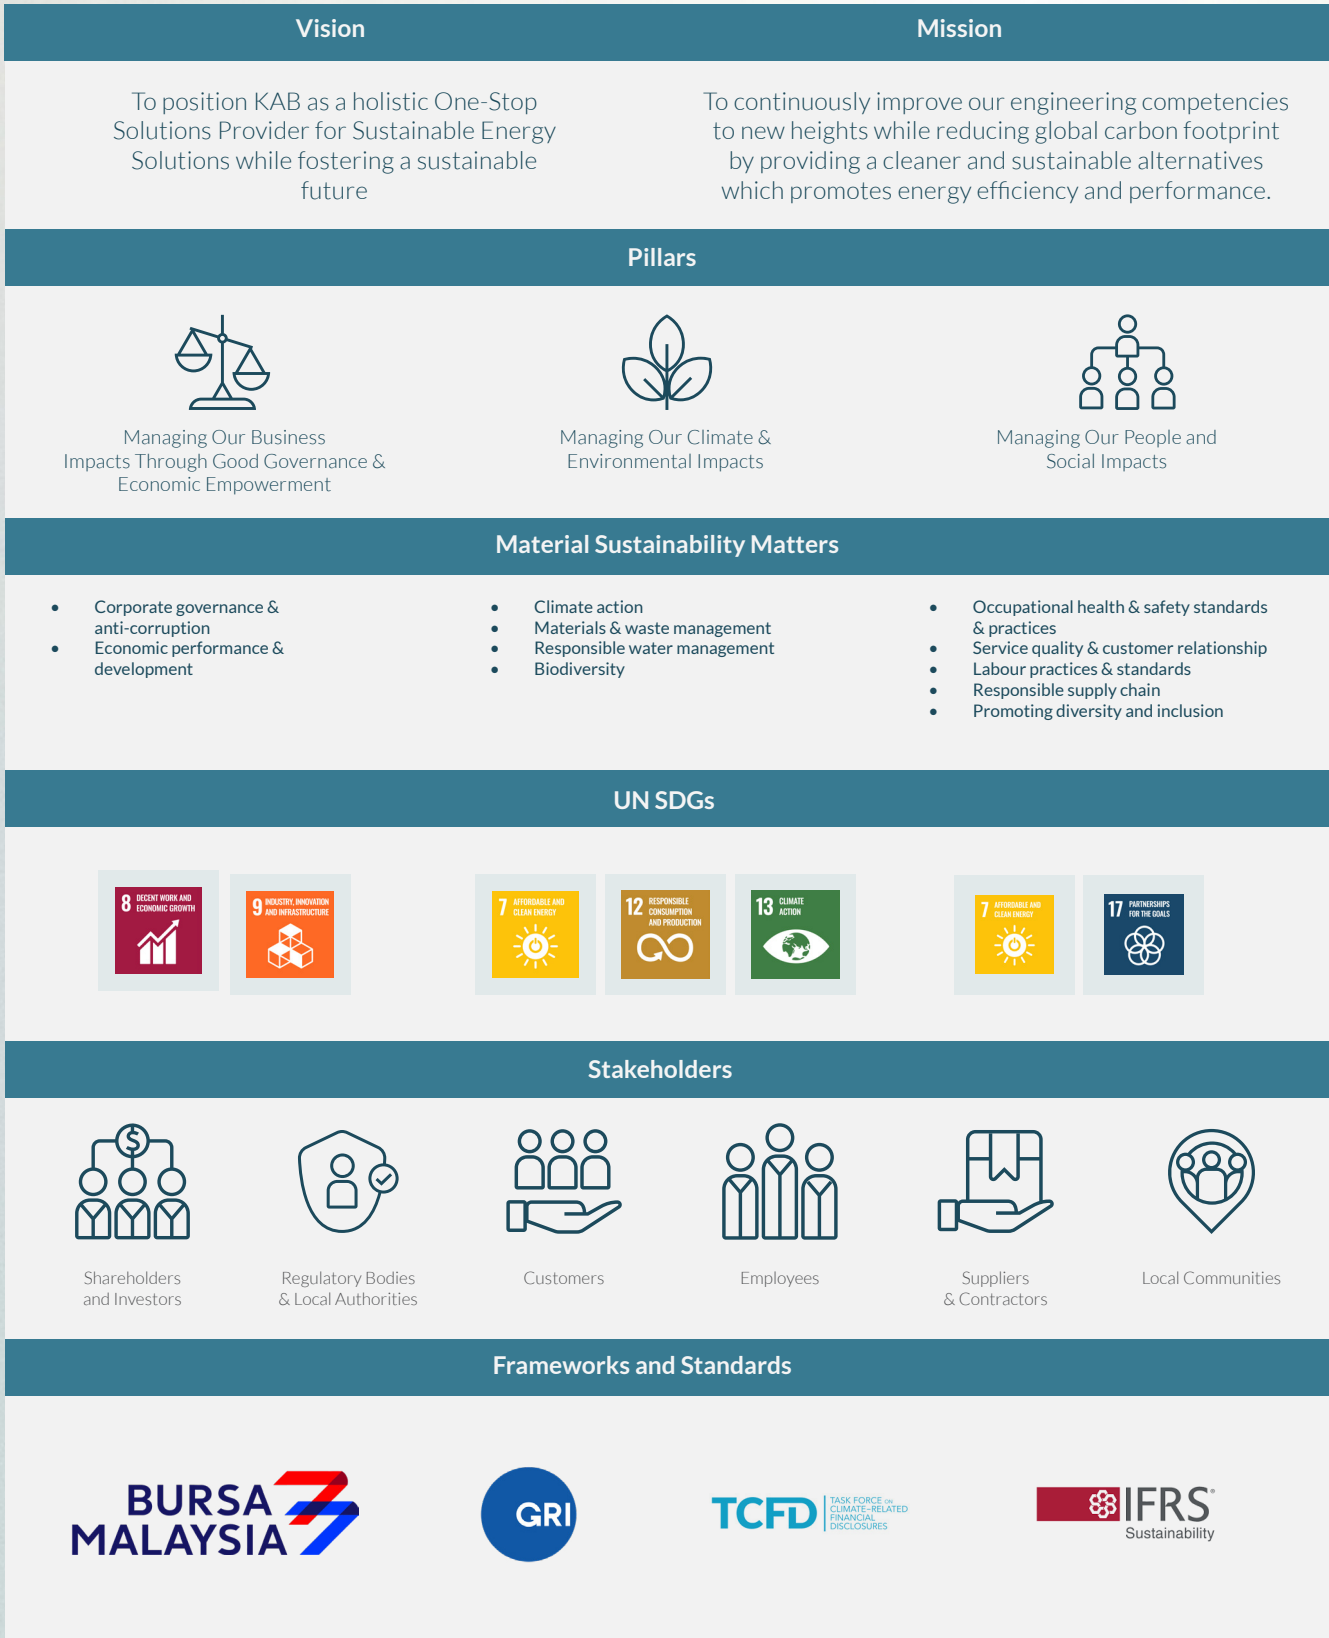 Vision
Mission
To position KAB as a holistic One-Stop
Solutions Provider for Sustainable Energy
Solutions while fostering a sustainable
future
To continuously improve our engineering competencies
to new heights while reducing global carbon footprint
by providing a cleaner and sustainable alternatives
which promotes energy efficiency and performance.
Pillars
Managing Our Business
Impacts Through Good Governance &
Economic Empowerment
Managing Our Climate &
Environmental Impacts
Managing Our People and
Social Impacts
Material Sustainability Matters
• Corporate governance &
anti-corruption
• Economic performance &
development
• Climate action
• Materials & waste management
• Responsible water management
• Biodiversity
• Occupational health & safety standards
& practices
• Service quality & customer relationship
• Labour practices & standards
• Responsible supply chain
• Promoting diversity and inclusion
UN SDGs
8 DECENT WORK AND
ECONOMIC GROWTH
9 INDUSTRY, INNOVATION
AND INFRASTRUCTURE
7 AFFORDABLE AND
CLEAN ENERGY
12 RESPONSIBLE
CONSUMPTION
AND PRODUCTION
13 CLIMATE
ACTION
7 AFFORDABLE AND
CLEAN ENERGY
17 PARTNERSHIPS
FOR THE GOALS
Stakeholders
$
Shareholders
and Investors
Regulatory Bodies
& Local Authorities
Customers
Employees
Suppliers
& Contractors
Local Communities
Frameworks and Standards
BURSA
MALAYSIA
GRI
TCFD
TASK FORCE ON
CLIMATE-RELATED
FINANCIAL
DISCLOSURES
IFRS®
Sustainability